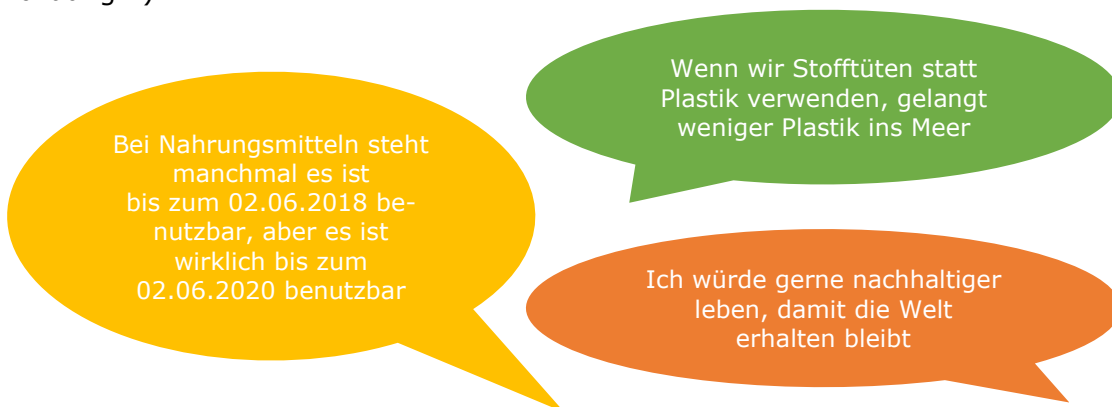 Bei Nahrungsmitteln steht
manchmal es ist
bis zum 02.06.2018 be-
nutzbar, aber es ist
wirklich bis zum
02.06.2020 benutzbar
Wenn wir Stofftüten statt
Plastik verwenden, gelangt
weniger Plastik ins Meer
Ich würde gerne nachhaltiger
leben, damit die Welt
erhalten bleibt